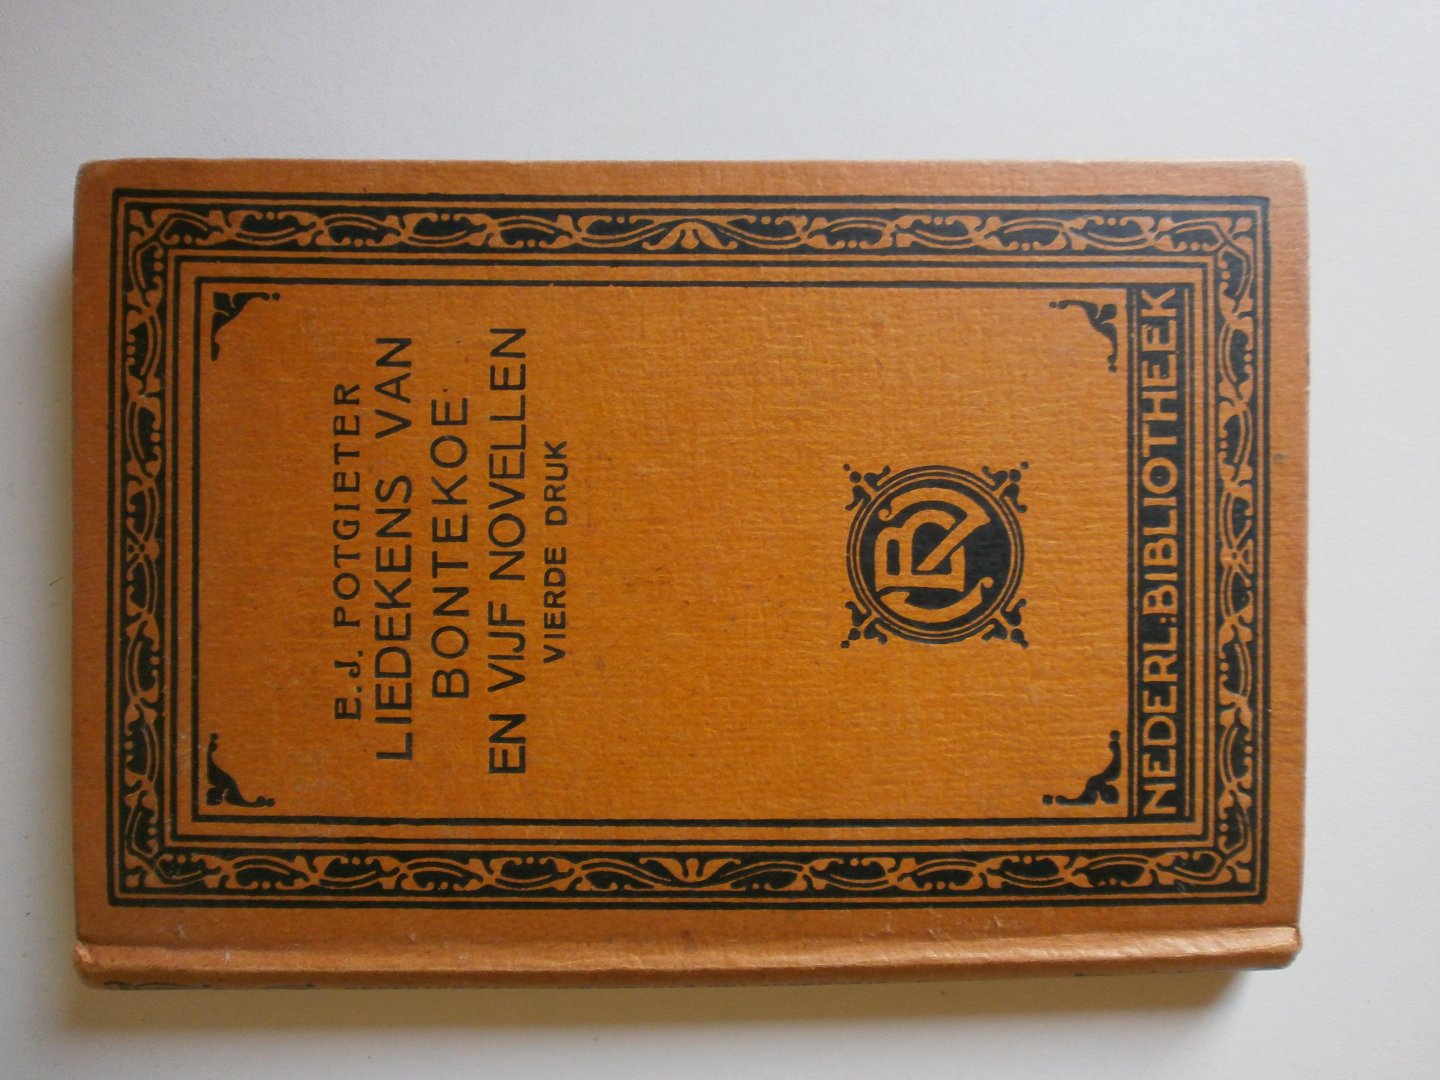 E.J. POTGIETER
LIEDEKENS VAN
BONTEKOE
EN VIJF NOVELLEN
VIERDE DRUK
NEDERL:BIBLIOTHEEK